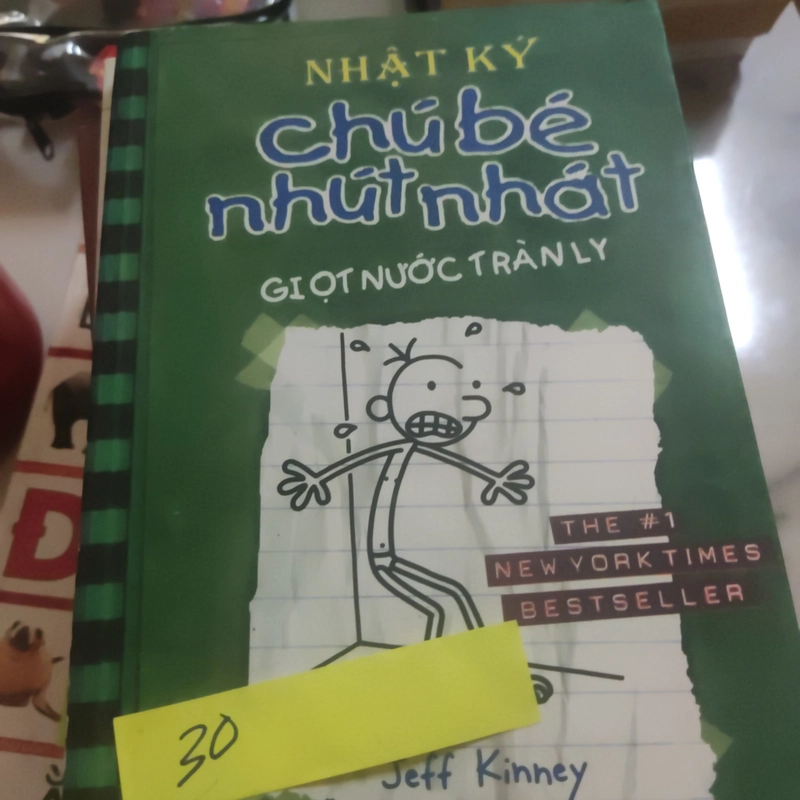 NHẬT KÝ
chú bé
nhút nhát
GIỌT NƯỚC TRÀN LY
THE #1
NEW YORK TIMES
BESTSELLER
30
Jeff Kinney
Đ